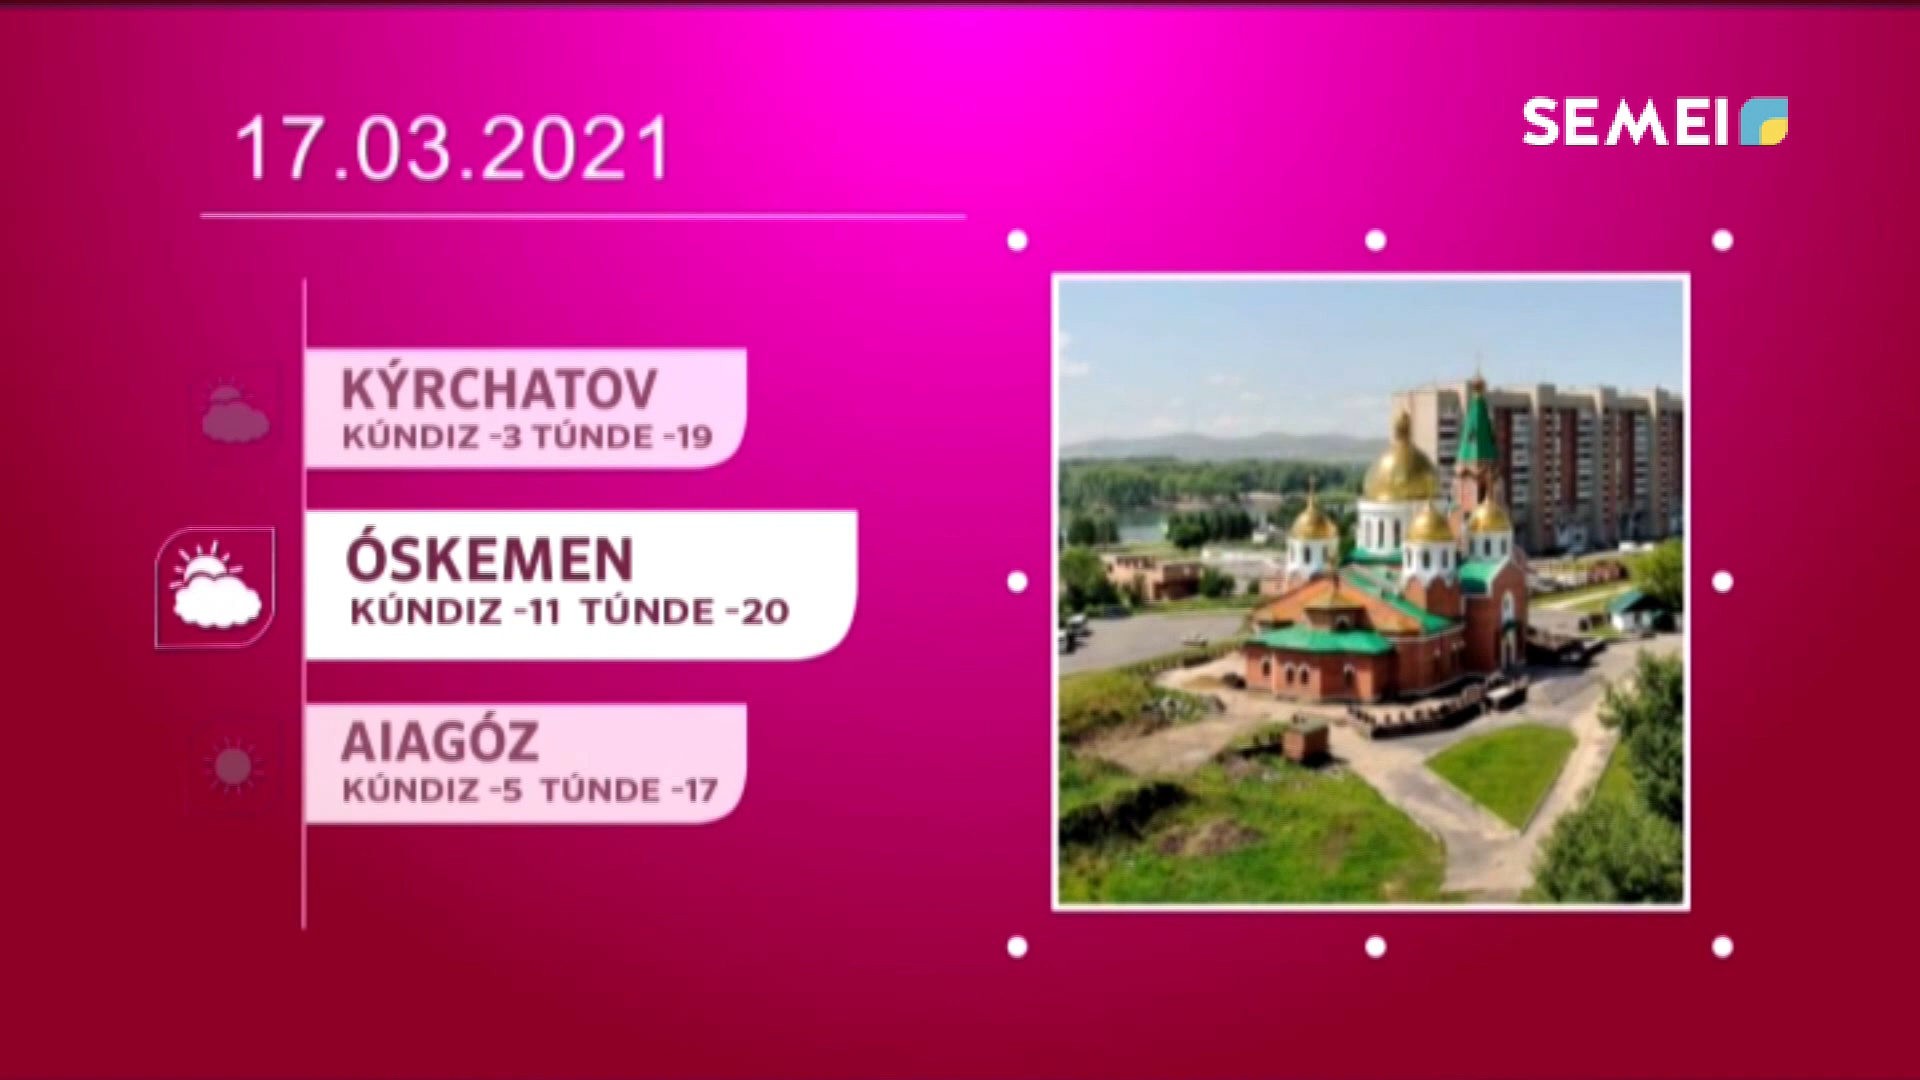 17.03.2021
SEMEI
KÝRCHATOV
KÚNDIZ -3 TÚNDE -19
ÓSKEMEN
KÚNDIZ -11 TÚNDE -20
AIAGÓZ
KÚNDIZ -5 TÚNDE -17